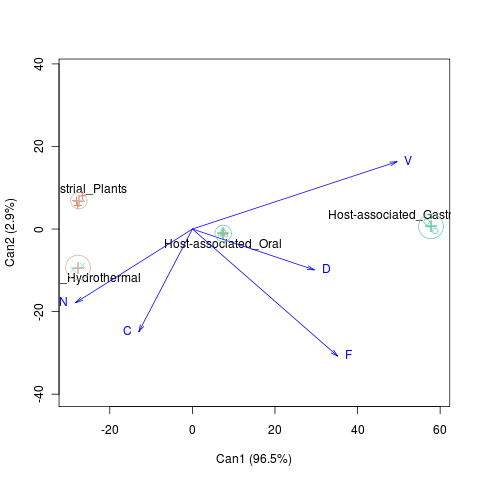 40
20
0
-20
-40
Can2 (2.9%)
V
strial_Plants
Host-associated_Gastr
Host-associated_Oral
D
_Hydrothermal
N
C
F
-20
0
20
40
60
Can1 (96.5%)